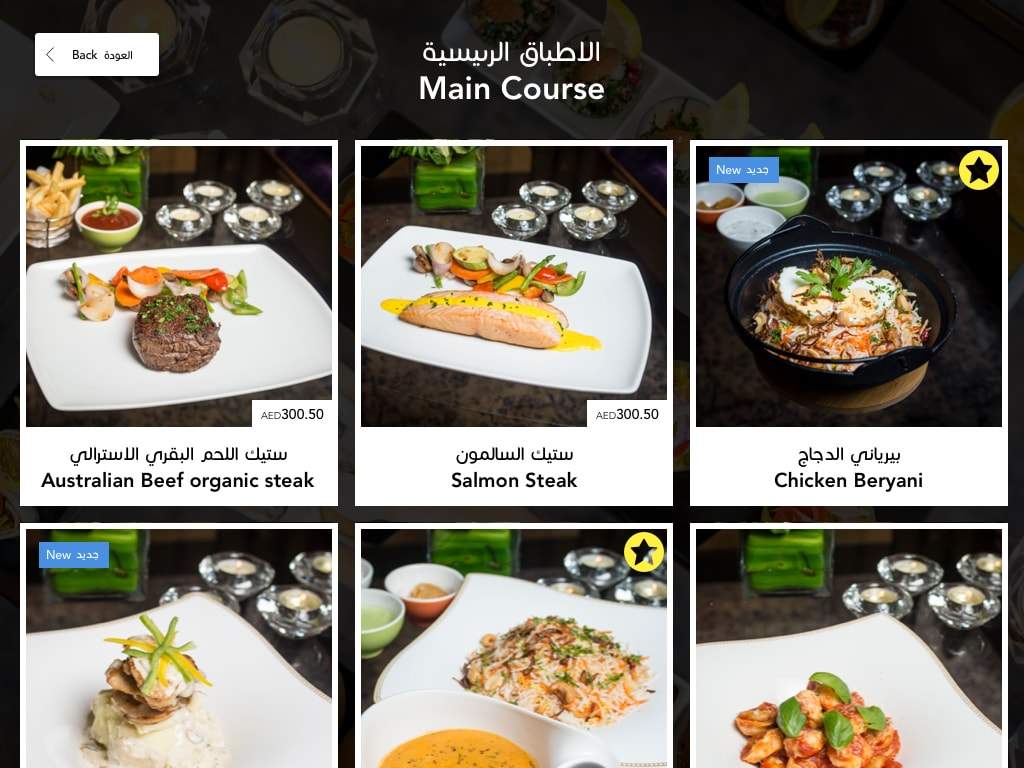 Back العودة
الاطباق الرييسية
Main Course
New جديد
AED300.50
AED300.50
ستيك اللحم البقري الاسترالي
Australian Beef organic steak
ستيك السالمون
Salmon Steak
بيرياني الدجاج
Chicken Beryani
New جديد